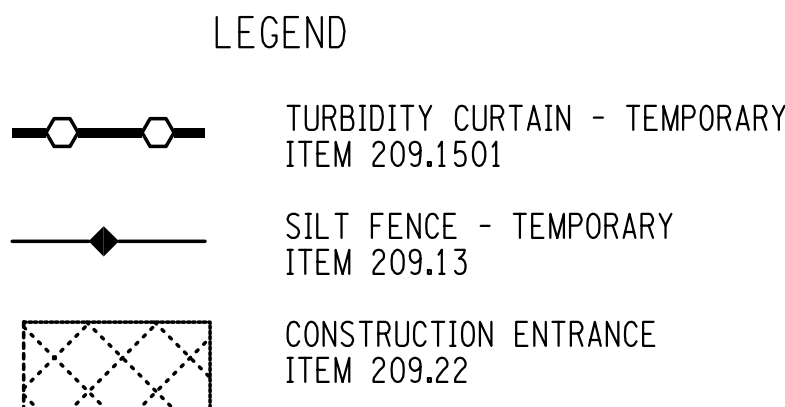 LEGEND
TURBIDITY CURTAIN - TEMPORARY
ITEM 209.1501
SILT FENCE - TEMPORARY
ITEM 209.13
CONSTRUCTION ENTRANCE
ITEM 209.22